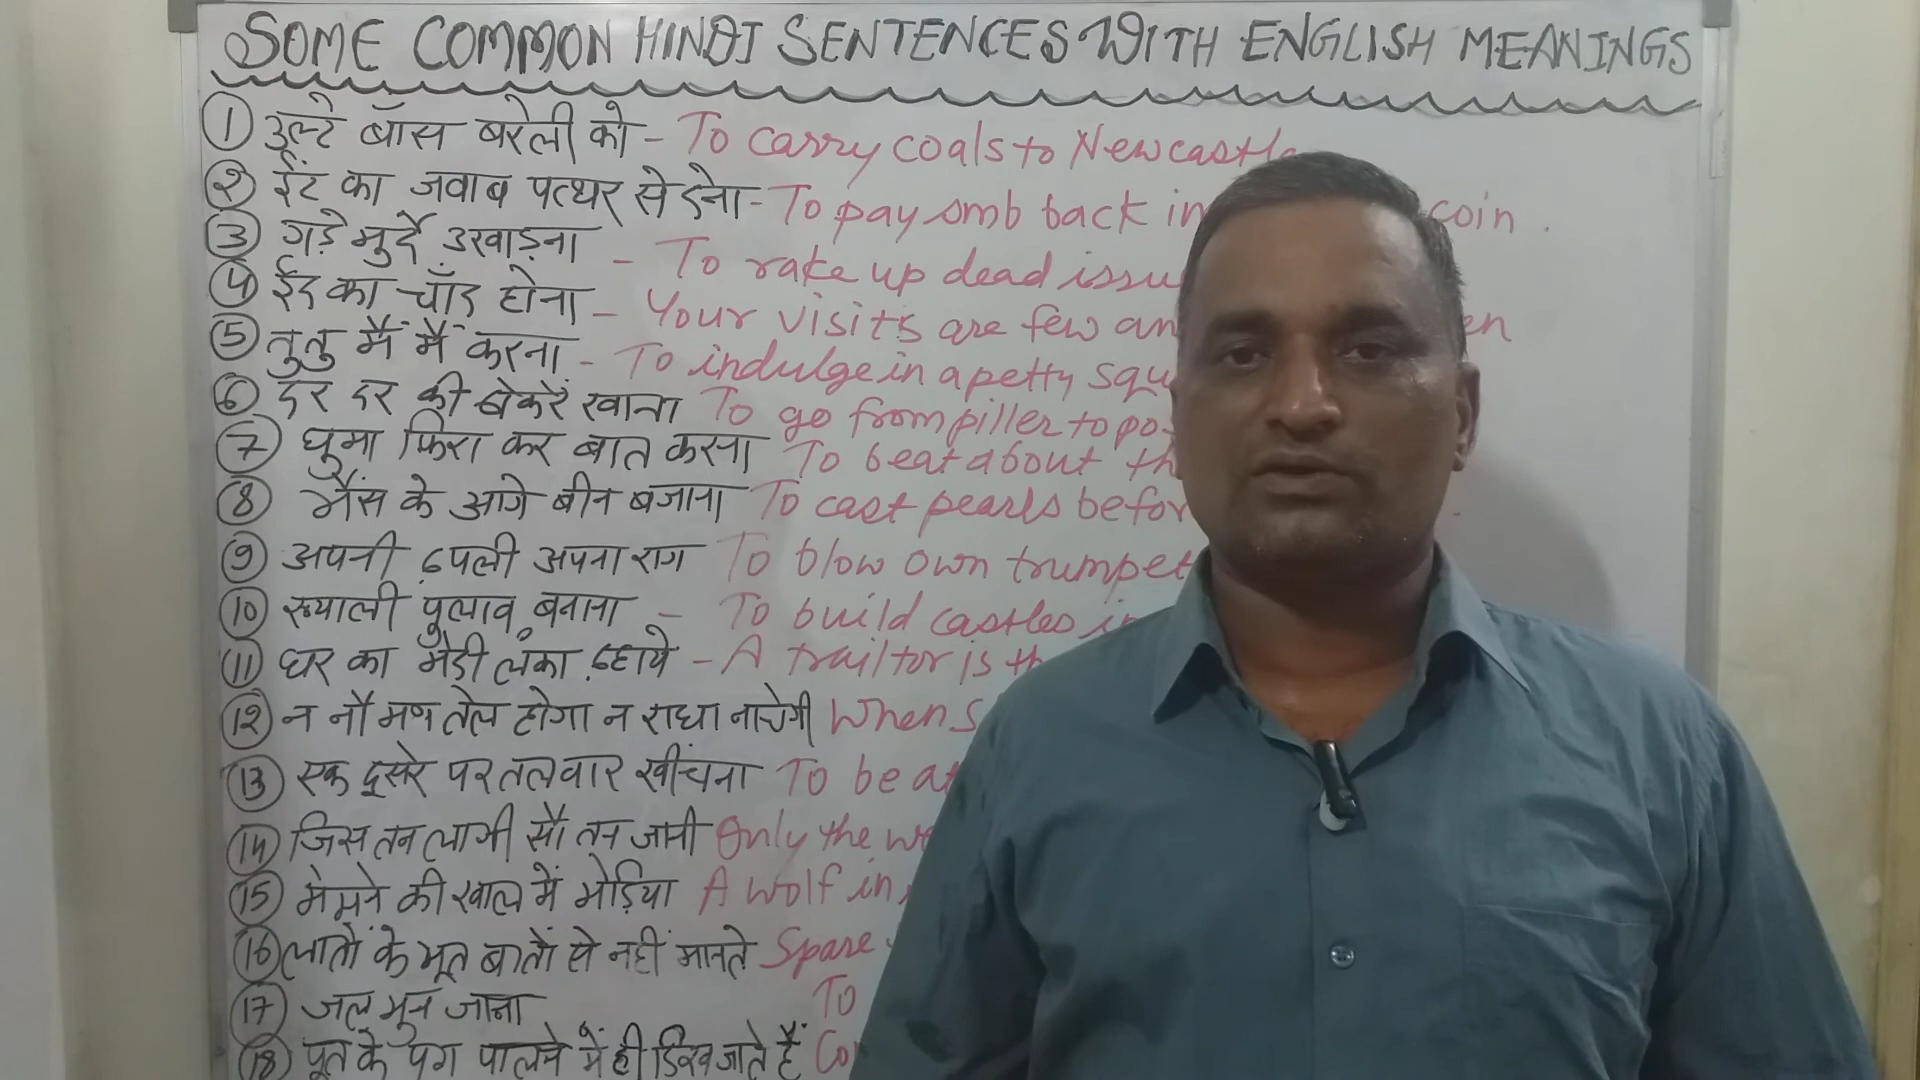 SOME COMMON HINDI SENTENCES WITH ENGLISH MEANINGS
① उल्टे बॉस बरेली को - To carry coals to Newcastle
② ईंट का जवाब पत्थर से देना - To pay smb back in coin .
③ गड़े मुर्दे उखाड़ना - To rake up dead issu
④ ईद का चाँद होना - Your visits are few an en
⑤ तुतु मैं मैं करना - To indulge in a petty squ
⑥ दर दर की ठोकरें खाना To go from piller to po
⑦ घुमा फिरा कर बात करना To beat about th
⑧ भैंस के आगे बीन बजाना To cast pearls befor
⑨ अपनी ढ़पली अपना राग To blow own trumpet
⑩ ख्याली पुलाव बनाना - To build castles i
⑪ घर का भेड़ी लंका ढ़हाये - A trailtor is th
⑫ न नौ मण तेल होगा न राधा नाचेगी When s
⑬ एक दूसरे पर तलवार खींचना To be at
⑭ जिस तन लागी सौ तन जानी Only the we
⑮ मेमने की खाल में भेड़िया A wolf in
⑯ लातों के भूत बातों से नहीं मानते Spare
⑰ जल भुन जाना To
⑱ पूत के पग पालने में ही दिख जाते हैं Co